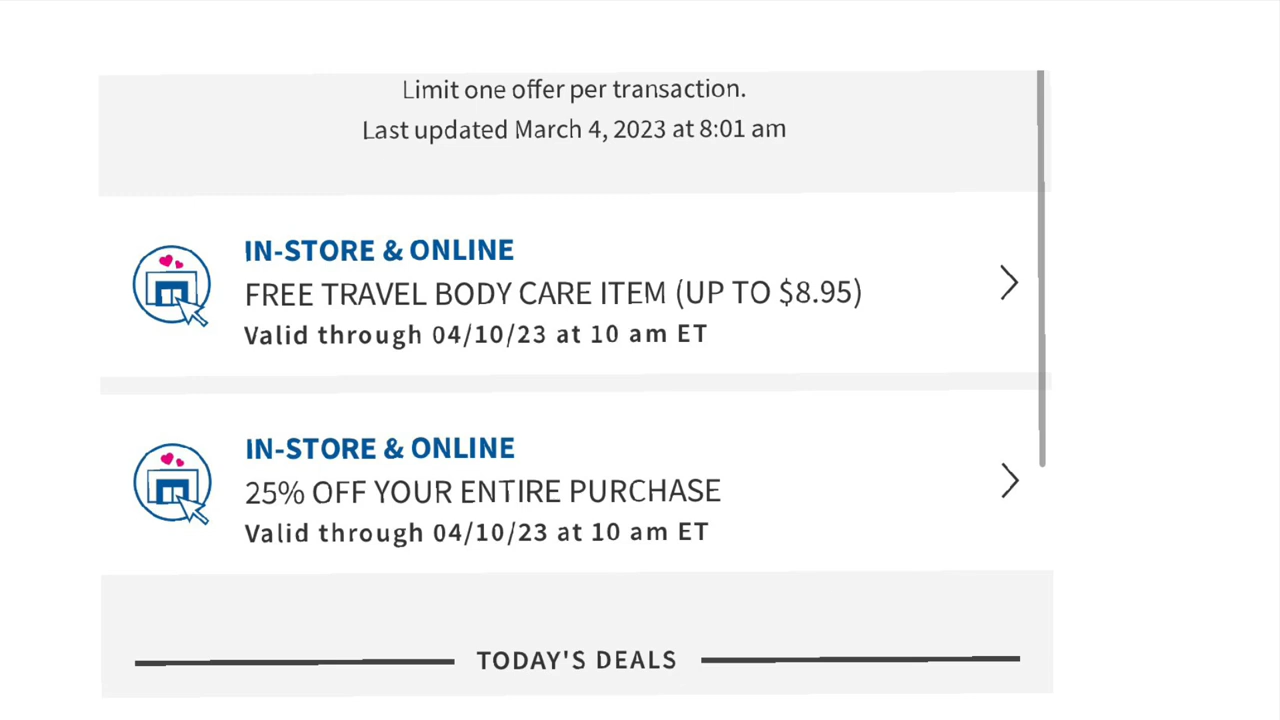 Limit one offer per transaction.
Last updated March 4, 2023 at 8:01 am
IN-STORE & ONLINE
FREE TRAVEL BODY CARE ITEM (UP TO $8.95)
Valid through 04/10/23 at 10 am ET
IN-STORE & ONLINE
25% OFF YOUR ENTIRE PURCHASE
Valid through 04/10/23 at 10 am ET
TODAY'S DEALS